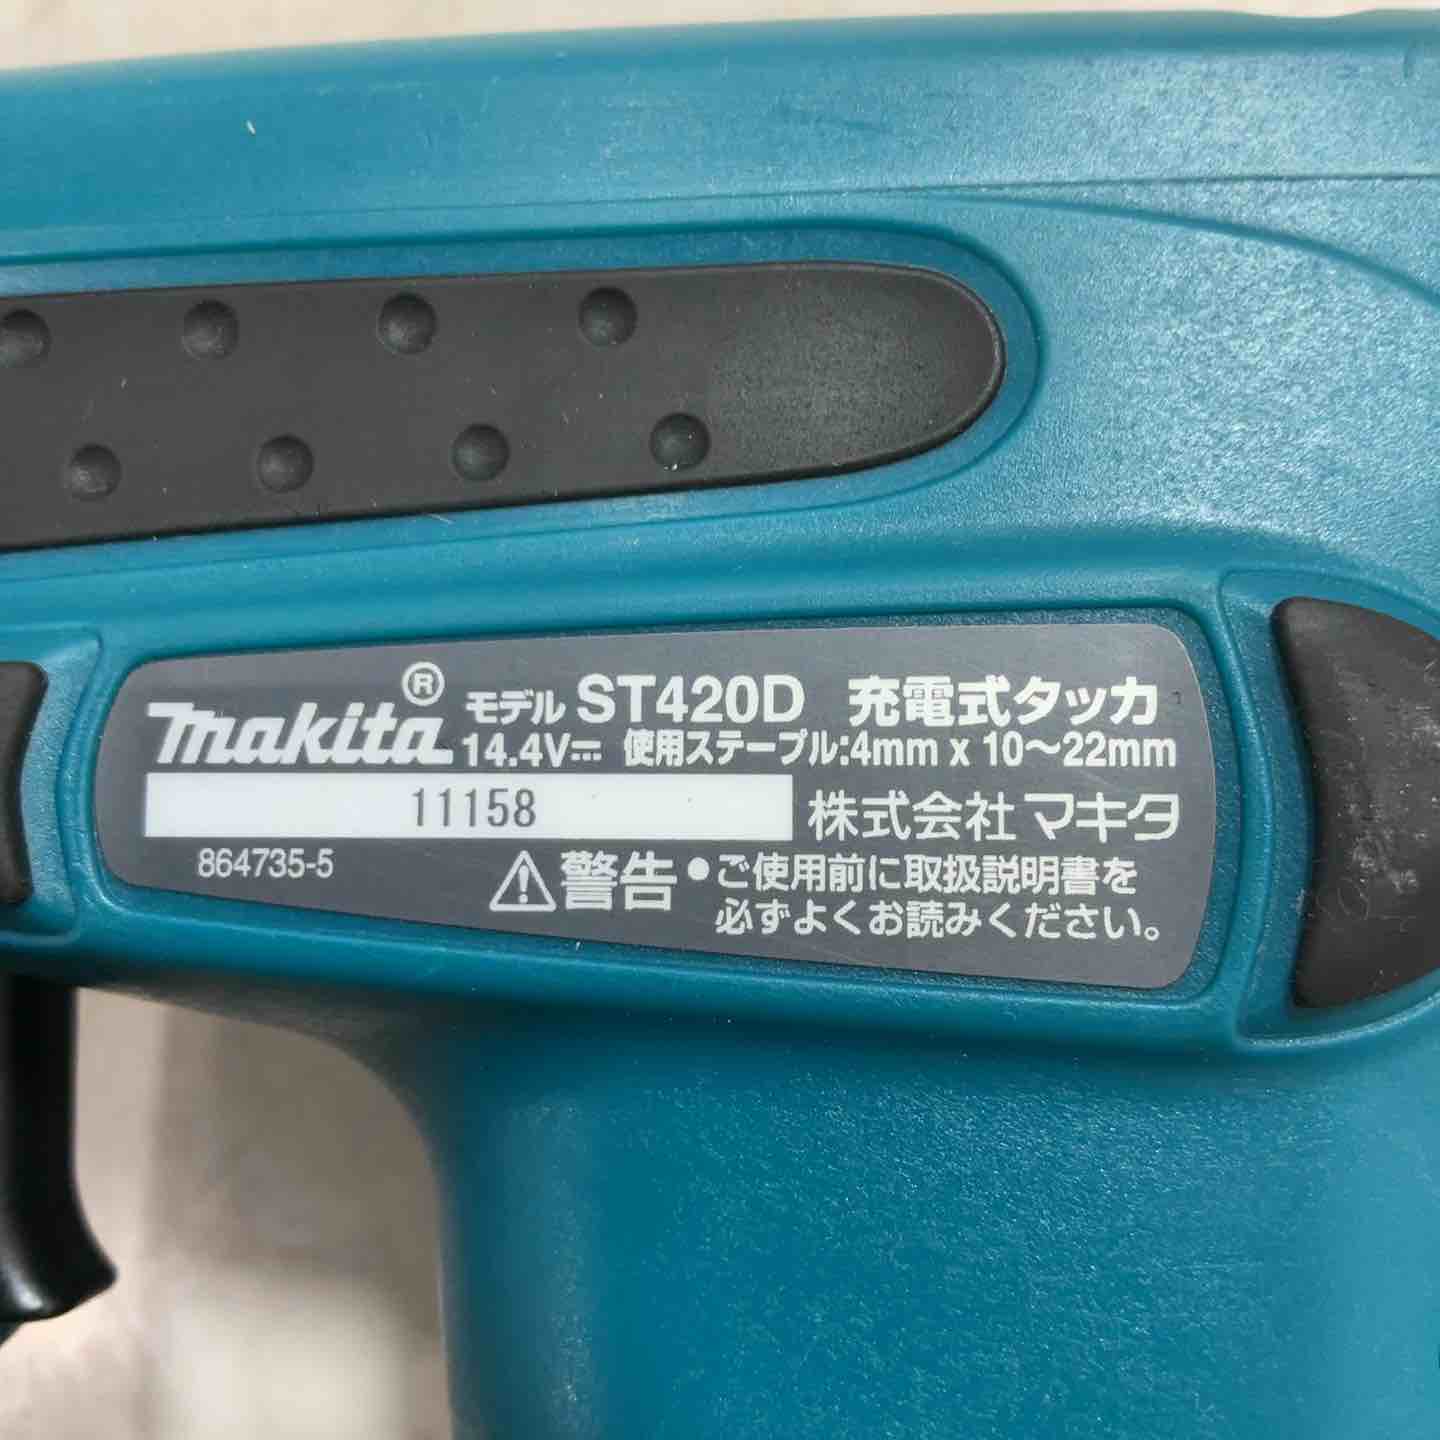 makita® モデル ST420D 充電式タッカ
14.4V⎓ 使用ステープル:4mm x 10〜22mm
11158 株式会社マキタ
864735-5
⚠警告 ●ご使用前に取扱説明書を
必ずよくお読みください。